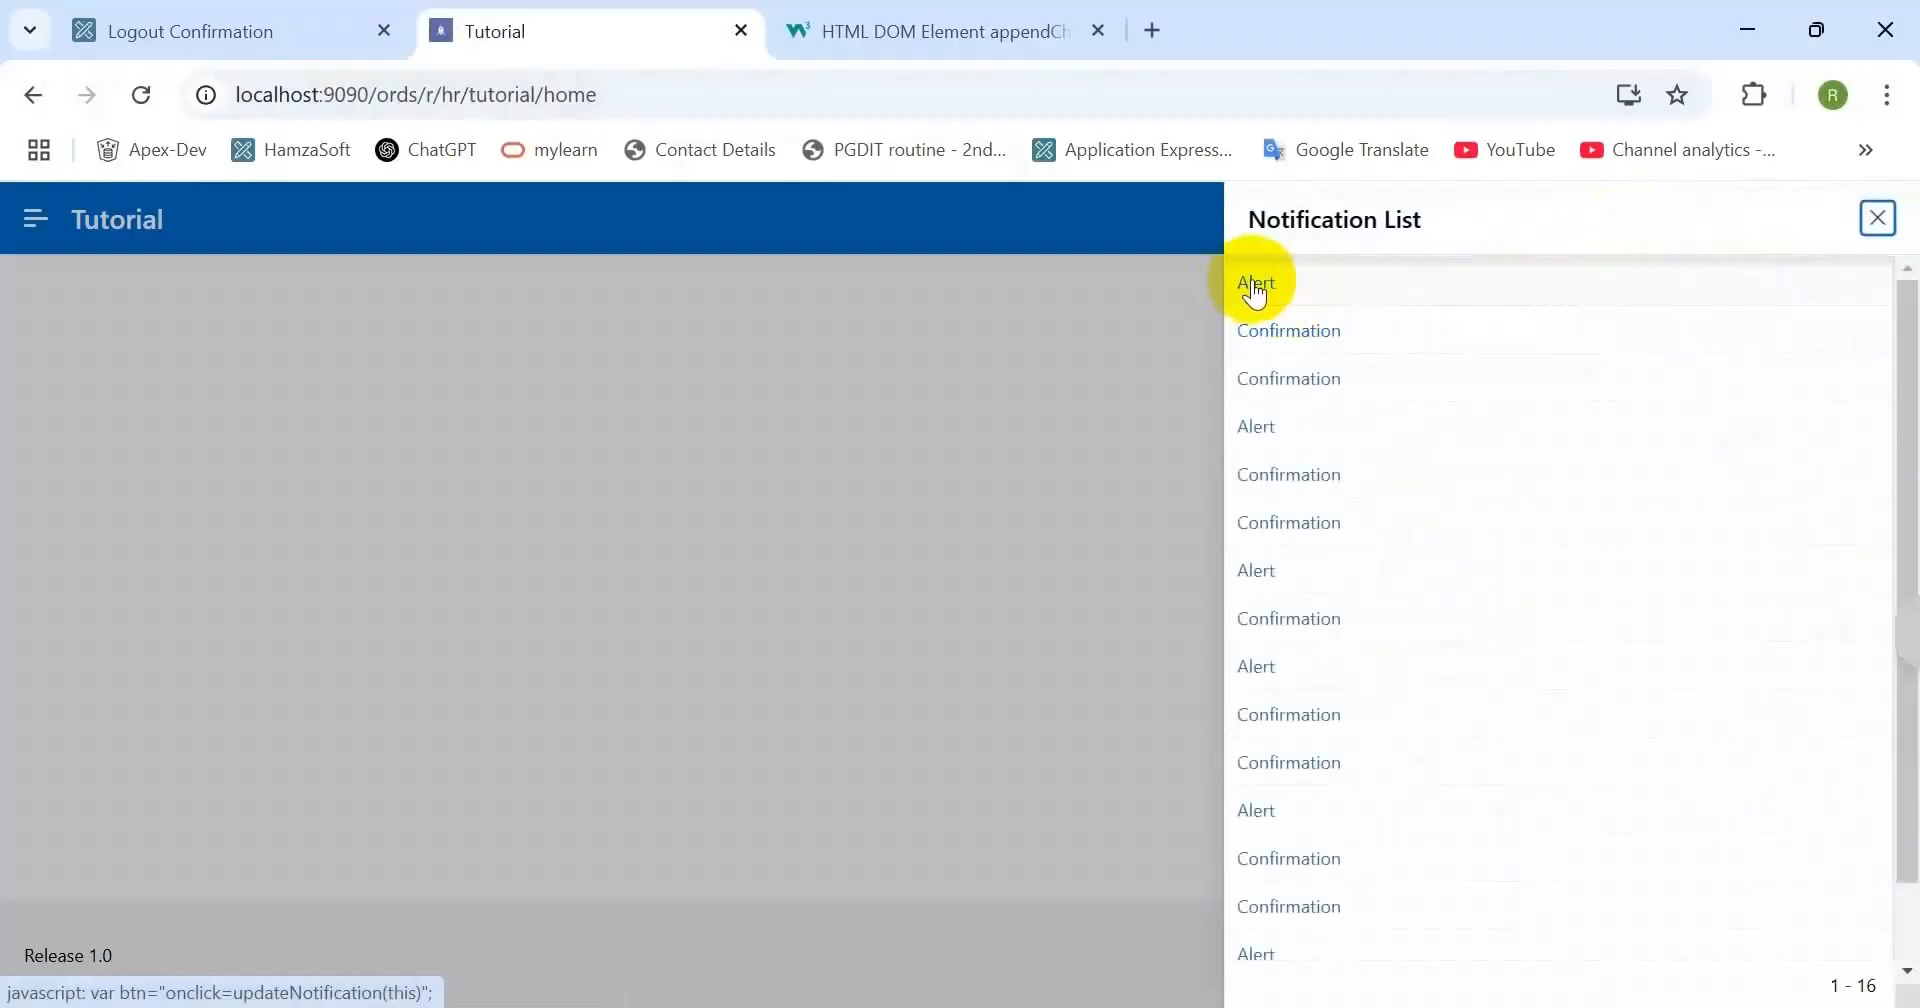 Logout Confirmation
Tutorial
HTML DOM Element appendCh
localhost:9090/ords/r/hr/tutorial/home
R
Apex-Dev
HamzaSoft
ChatGPT
mylearn
Contact Details
PGDIT routine - 2nd...
Application Express...
Google Translate
YouTube
Channel analytics -...
Tutorial
Notification List
Alert
Confirmation
Confirmation
Alert
Confirmation
Confirmation
Alert
Confirmation
Alert
Confirmation
Confirmation
Alert
Confirmation
Confirmation
Alert
Release 1.0
1 - 16
javascript: var btn="onclick=updateNotification(this)";